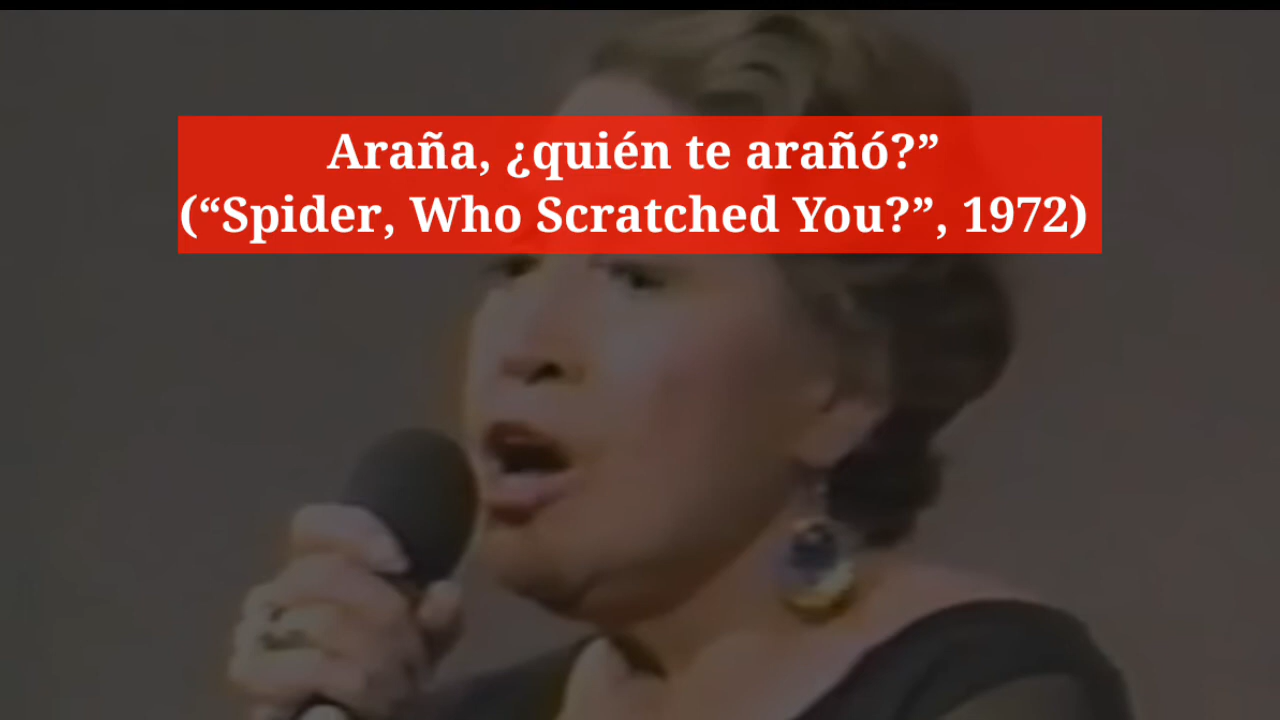 Araña, ¿quién te arañó?”
(“Spider, Who Scratched You?”, 1972)